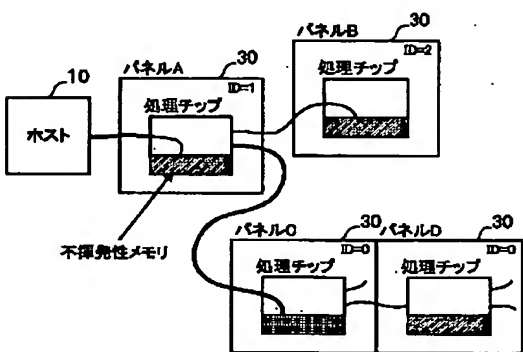 10
ホスト
パネルA
30
ID=1
処理チップ
不揮発性メモリ
パネルB
30
ID=2
処理チップ
パネルC
30
ID=0
処理チップ
パネルD
30
ID=0
処理チップ